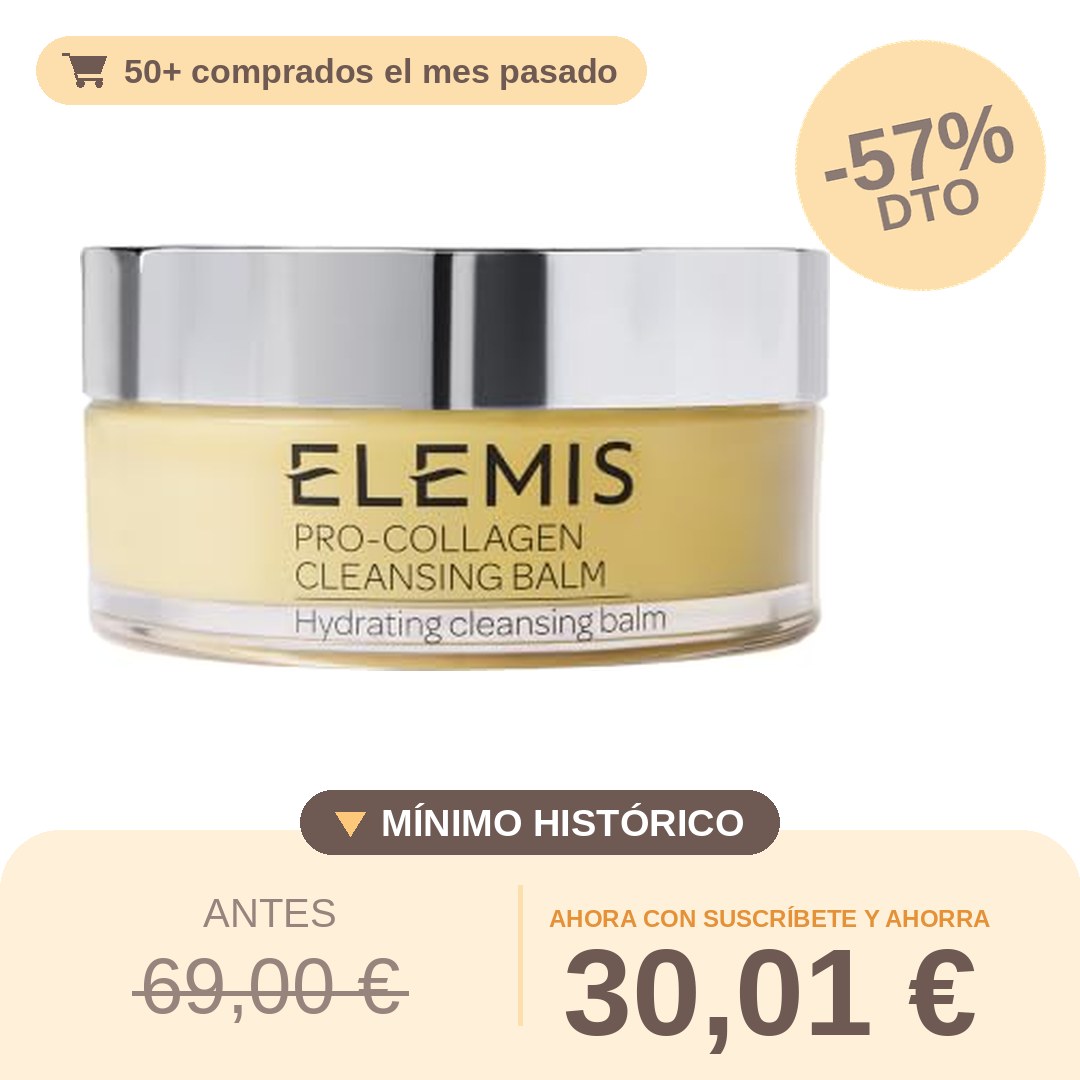 50+ comprados el mes pasado
-57%
DTO
ELEMIS
PRO-COLLAGEN
CLEANSING BALM
Hydrating cleansing balm
MÍNIMO HISTÓRICO
ANTES
69,00 €
AHORA CON SUSCRÍBETE Y AHORRA
30,01 €